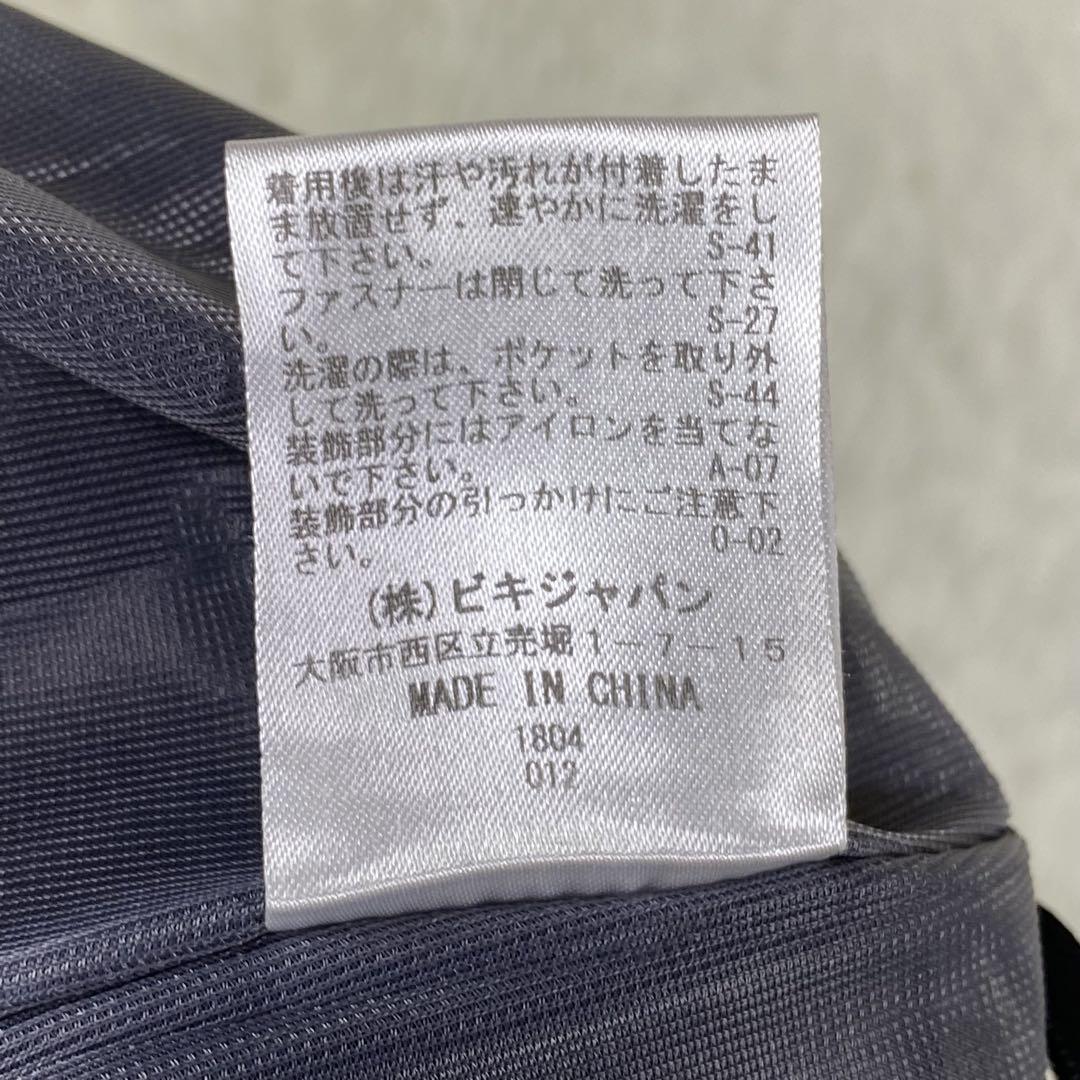 着用後は汗や汚れが付着したま
ま放置せず、速やかに洗濯をし
て下さい。 S-41
ファスナーは閉じて洗って下さ
い。 S-27
洗濯の際は、ポケットを取り外
して洗って下さい。 S-44
装飾部分にはアイロンを当てな
いで下さい。 A-07
装飾部分の引っかけにご注意下
さい。 O-02
(株)ビキジャパン
大阪市西区立売堀1-7-15
MADE IN CHINA
1804
012